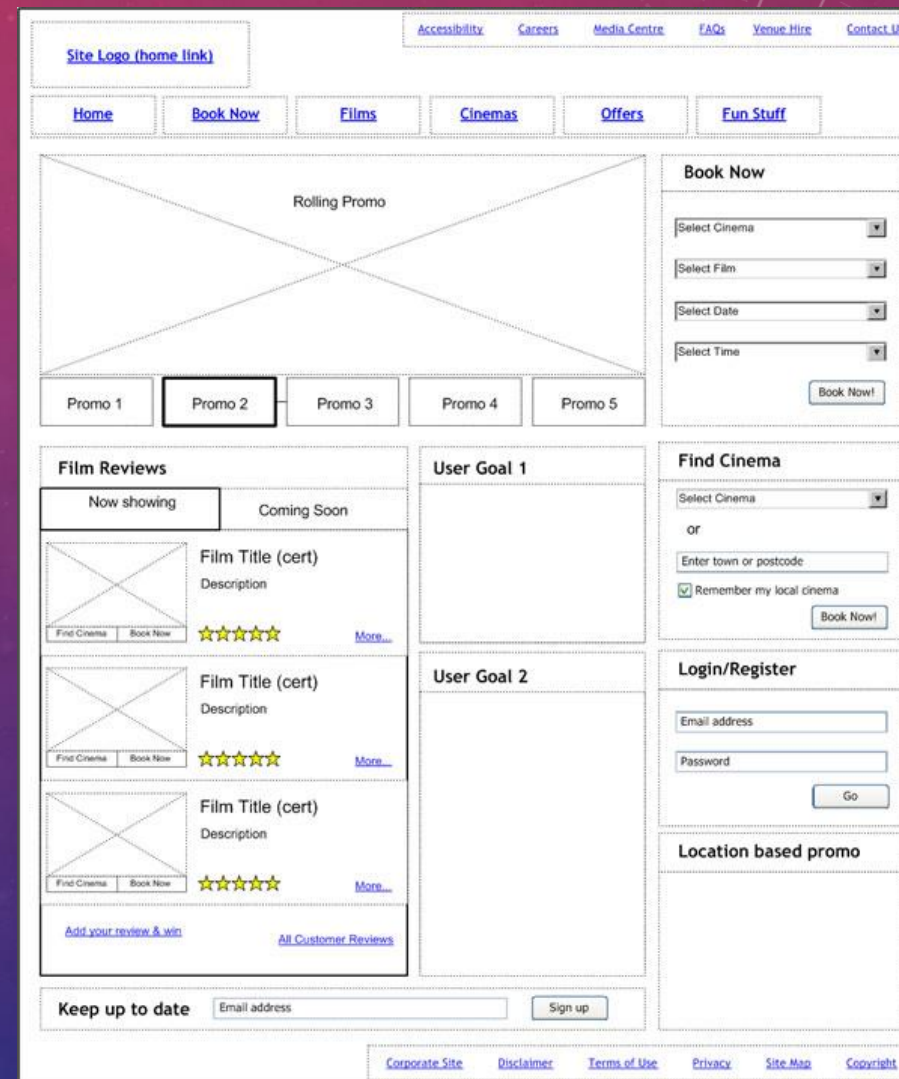 Accessibility Careers Media Centre FAQs Venue Hire Contact U
Site Logo (home link)
Home Book Now Films Cinemas Offers Fun Stuff
Rolling Promo
Promo 1 Promo 2 Promo 3 Promo 4 Promo 5
Book Now
Select Cinema
Select Film
Select Date
Select Time
Book Now!
Film Reviews
Now showing Coming Soon
Film Title (cert)
Description
Find Cinema Book Now More...
Film Title (cert)
Description
Find Cinema Book Now More...
Film Title (cert)
Description
Find Cinema Book Now More...
Add your review & win All Customer Reviews
User Goal 1
User Goal 2
Find Cinema
Select Cinema
or
Enter town or postcode
Remember my local cinema
Book Now!
Login/Register
Email address
Password
Go
Location based promo
Keep up to date Email address Sign up
Corporate Site Disclaimer Terms of Use Privacy Site Map Copyright